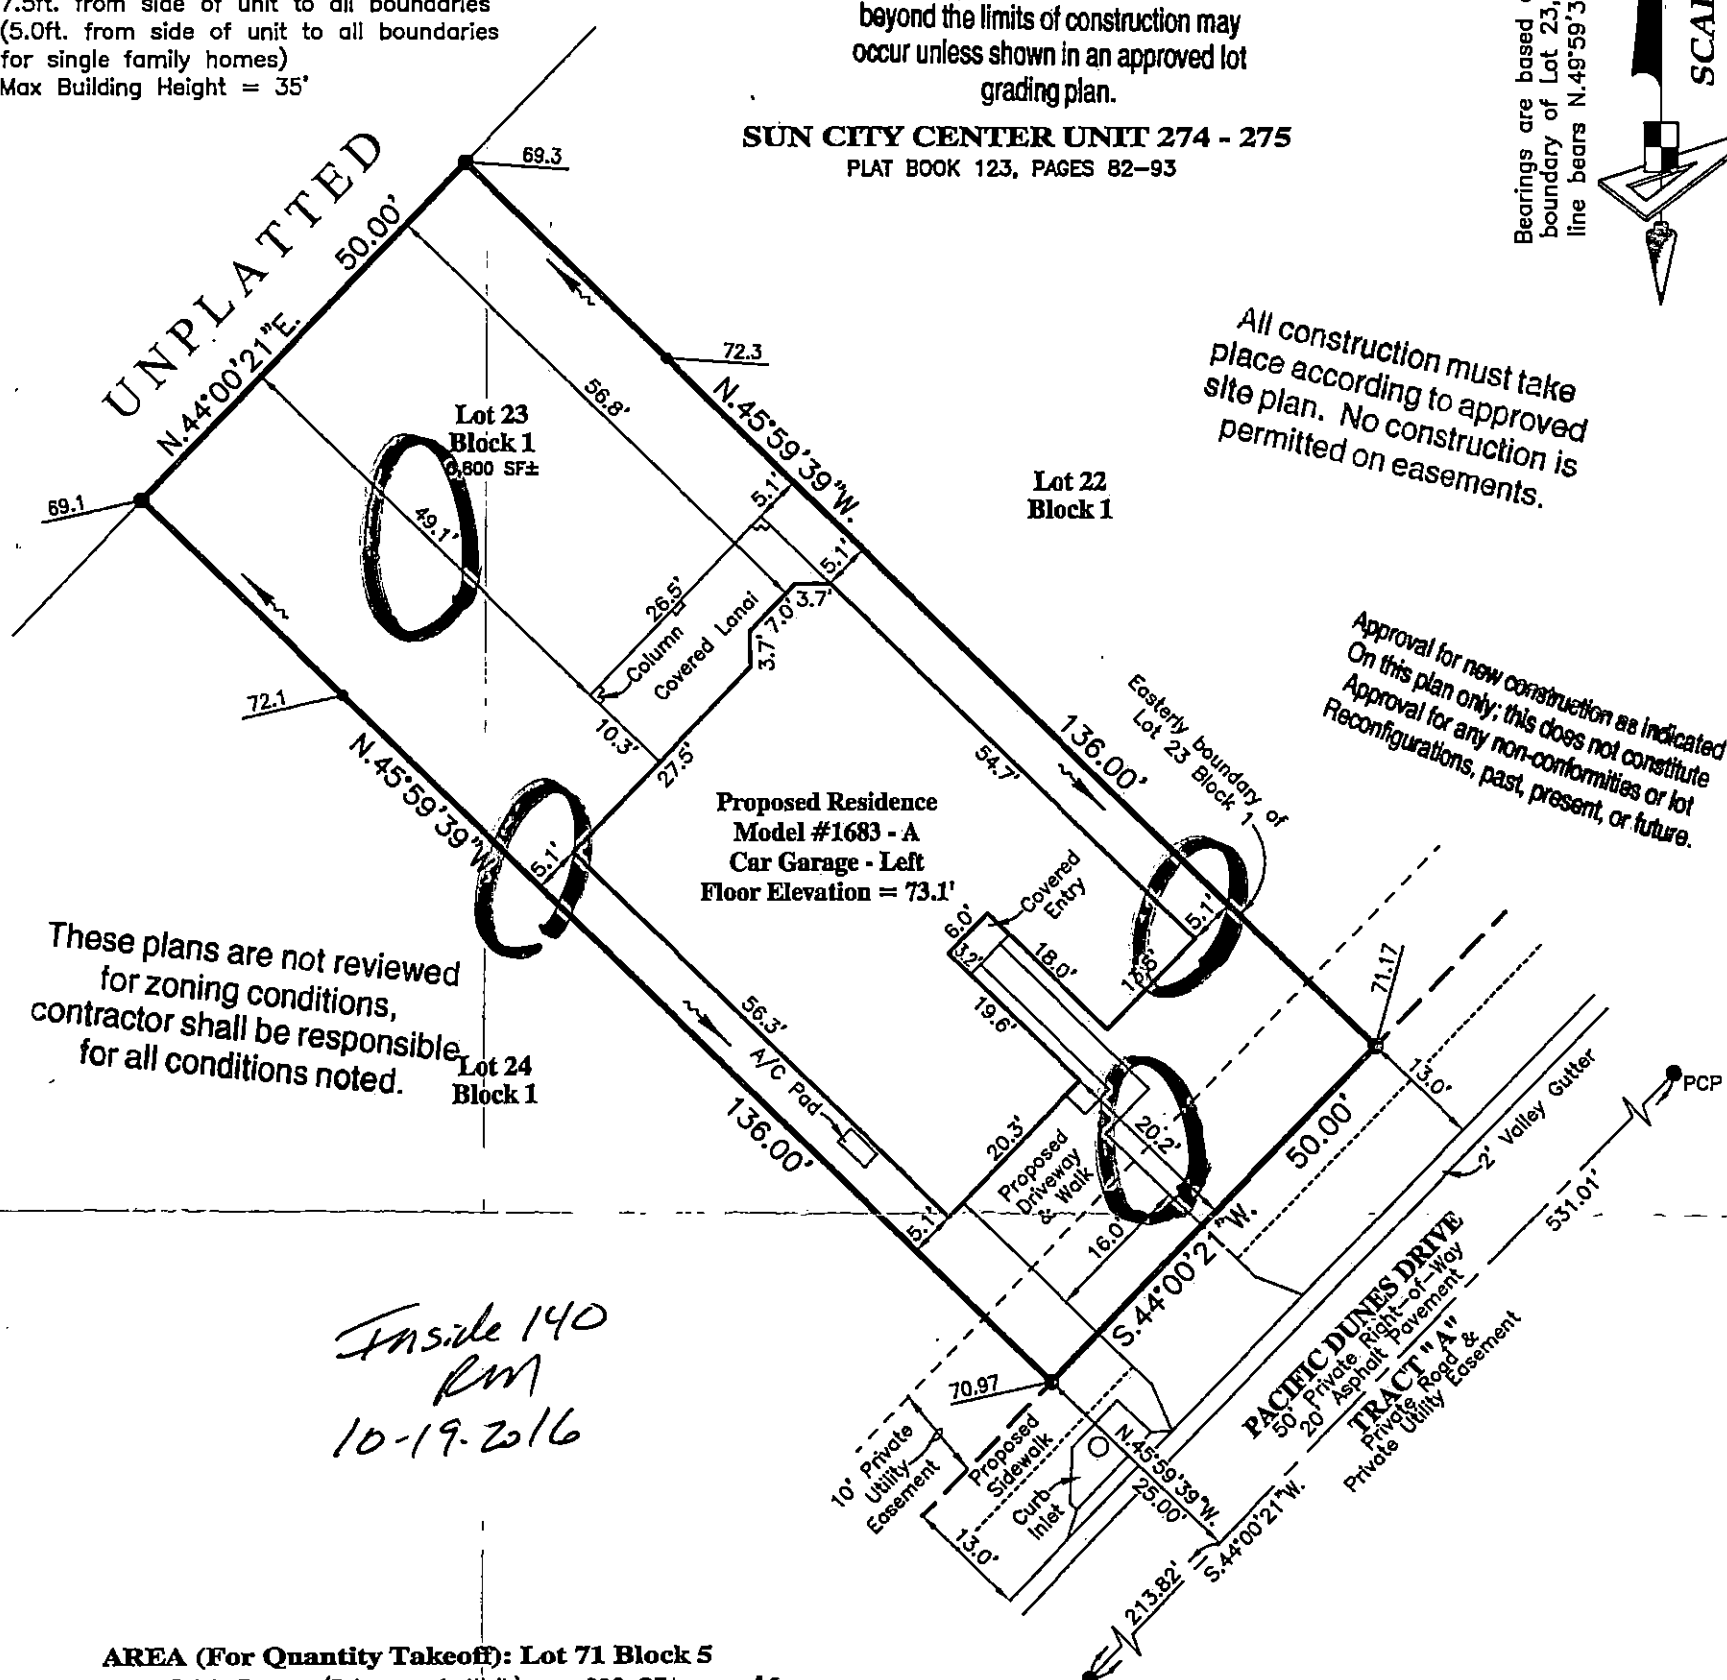 7.5ft. from side of unit to all boundaries
(5.0ft. from side of unit to all boundaries
for single family homes)
Max Building Height = 35'
beyond the limits of construction may
occur unless shown in an approved lot
grading plan.
SUN CITY CENTER UNIT 274 - 275
PLAT BOOK 123, PAGES 82-93
Bearings are based
boundary of Lot 23,
line bears N.49°59'3
UNPLATTED
69.3
50.00'
N.44°00'21"E.
72.3
56.8'
N.45°59'39"W.
Lot 23
Block 1
6,800 SF±
69.1
49.1'
5.1'
5.1'
Lot 22
Block 1
All construction must take
place according to approved
site plan. No construction is
permitted on easements.
26.5'
Column
Covered Lanai
3.7'
7.0'
3.7'
72.1
10.3'
27.5'
N.45°59'39"W.
54.7'
136.00'
Easterly boundary of
Lot 23 Block 1
Approval for new construction as indicated
On this plan only; this does not constitute
Approval for any non-conformities or lot
Reconfigurations, past, present, or future.
Proposed Residence
Model #1683 - A
Car Garage - Left
Floor Elevation = 73.1'
5.1'
Covered
Entry
6.0'
3.2'
18.0'
5.1'
19.6'
71.17
These plans are not reviewed
for zoning conditions,
contractor shall be responsible
for all conditions noted.
Lot 24
Block 1
56.3'
A/C Pad
136.00'
20.3'
Proposed
Driveway
& Walk
20.2'
16.0'
5.1'
50.00'
S.44°00'21"W.
13.0'
2' Valley Gutter
PCP
531.01'
PACIFIC DUNES DRIVE
50' Private Right-of-Way
20' Asphalt Pavement
TRACT "A"
Private Road &
Private Utility Easement
Inside 140
RM
10-19-2016
70.97
10' Private
Utility
Easement
Proposed
Sidewalk
Curb
Inlet
13.0'
N.45°59'39"W.
25.00'
S.44°00'21"W.
213.82'
AREA (For Quantity Takeoff): Lot 71 Block 5